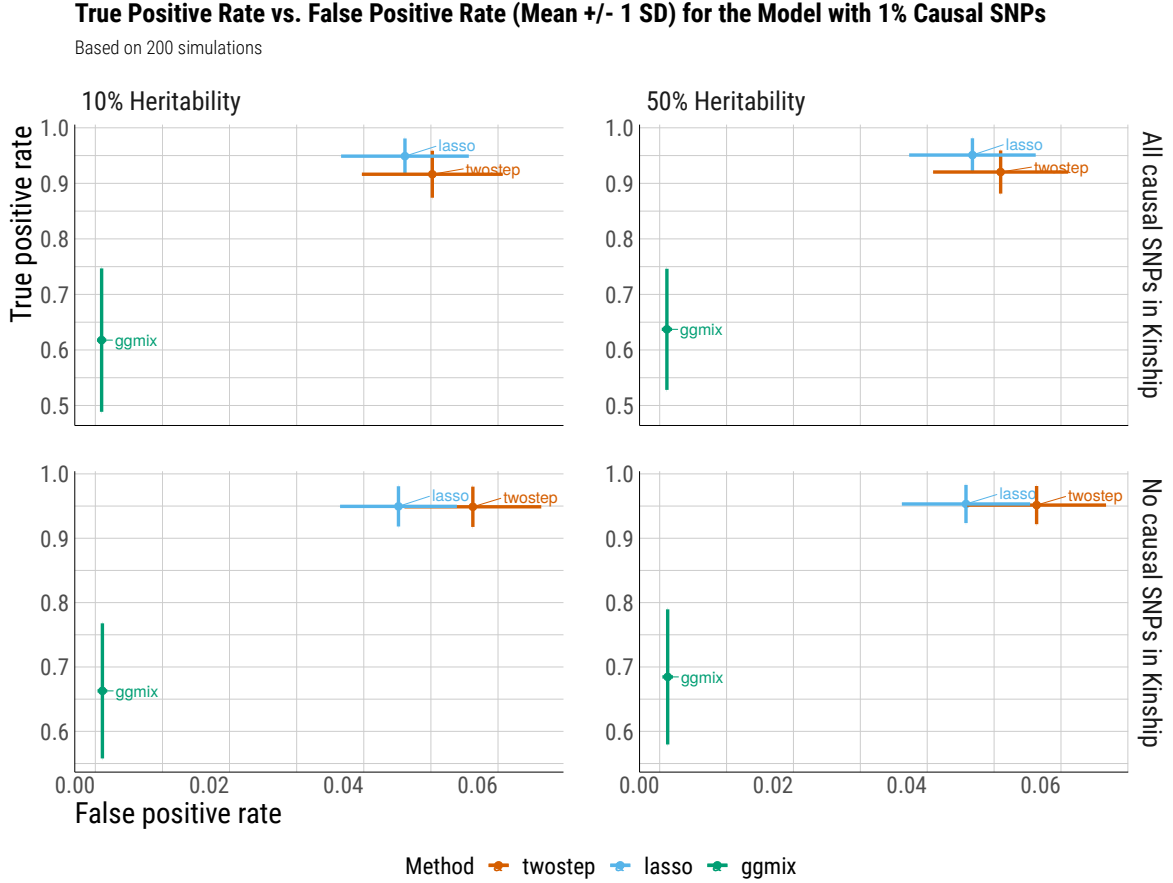 True Positive Rate vs. False Positive Rate (Mean +/- 1 SD) for the Model with 1% Causal SNPs
Based on 200 simulations
10% Heritability
50% Heritability
True positive rate
1.0
0.9
0.8
0.7
0.6
0.5
lasso
twostep
ggmix
1.0
0.9
0.8
0.7
0.6
0.5
lasso
twostep
ggmix
All causal SNPs in Kinship
1.0
0.9
0.8
0.7
0.6
lasso
twostep
ggmix
1.0
0.9
0.8
0.7
0.6
lasso
twostep
ggmix
No causal SNPs in Kinship
0.00 0.02 0.04 0.06
0.00 0.02 0.04 0.06
False positive rate
Method twostep lasso ggmix